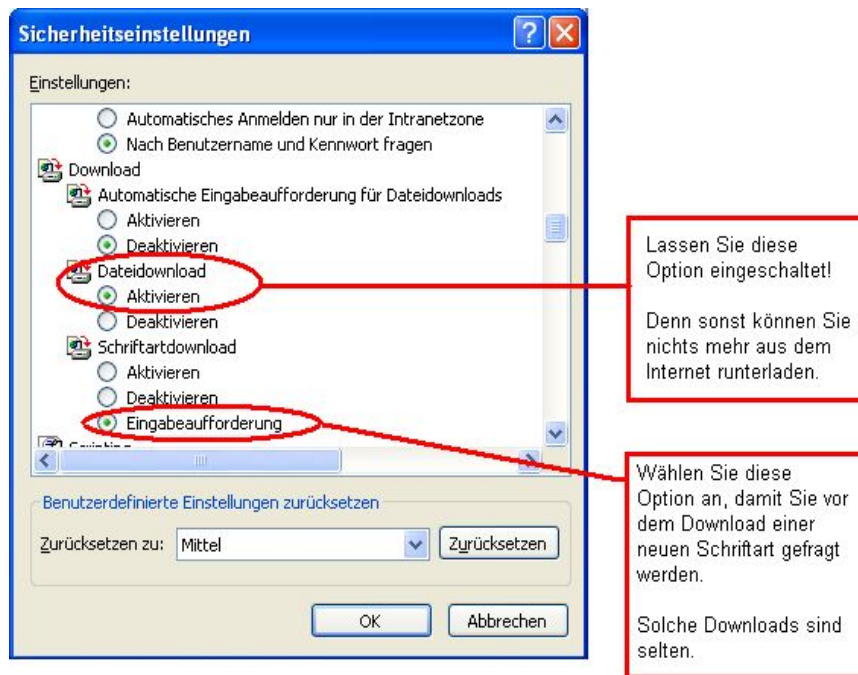 Sicherheitseinstellungen
Einstellungen:
Automatisches Anmelden nur in der Intranetzone
Nach Benutzername und Kennwort fragen
Download
Automatische Eingabeaufforderung für Dateidownloads
Aktivieren
Deaktivieren
Dateidownload
Aktivieren
Deaktivieren
Schriftartdownload
Aktivieren
Deaktivieren
Eingabeaufforderung
Scripting
Benutzerdefinierte Einstellungen zurücksetzen
Zurücksetzen zu: Mittel Zurücksetzen
OK Abbrechen
Lassen Sie diese
Option eingeschaltet!
Denn sonst können Sie
nichts mehr aus dem
Internet runterladen.
Wählen Sie diese
Option an, damit Sie vor
dem Download einer
neuen Schriftart gefragt
werden.
Solche Downloads sind
selten.